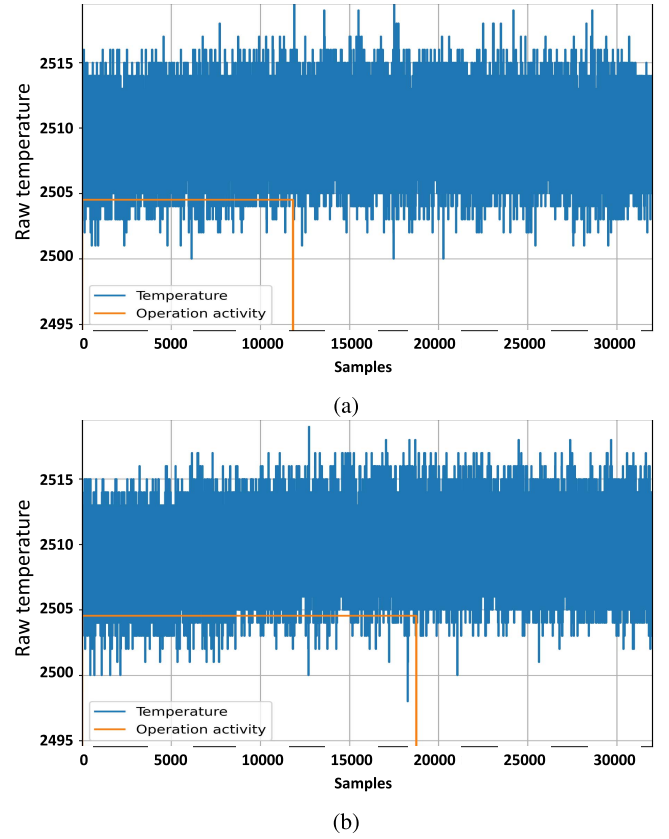 Raw temperature
2515
2510
2505
2500
2495
Temperature
Operation activity
0 5000 10000 15000 20000 25000 30000
Samples
(a)
Raw temperature
2515
2510
2505
2500
2495
Temperature
Operation activity
0 5000 10000 15000 20000 25000 30000
Samples
(b)